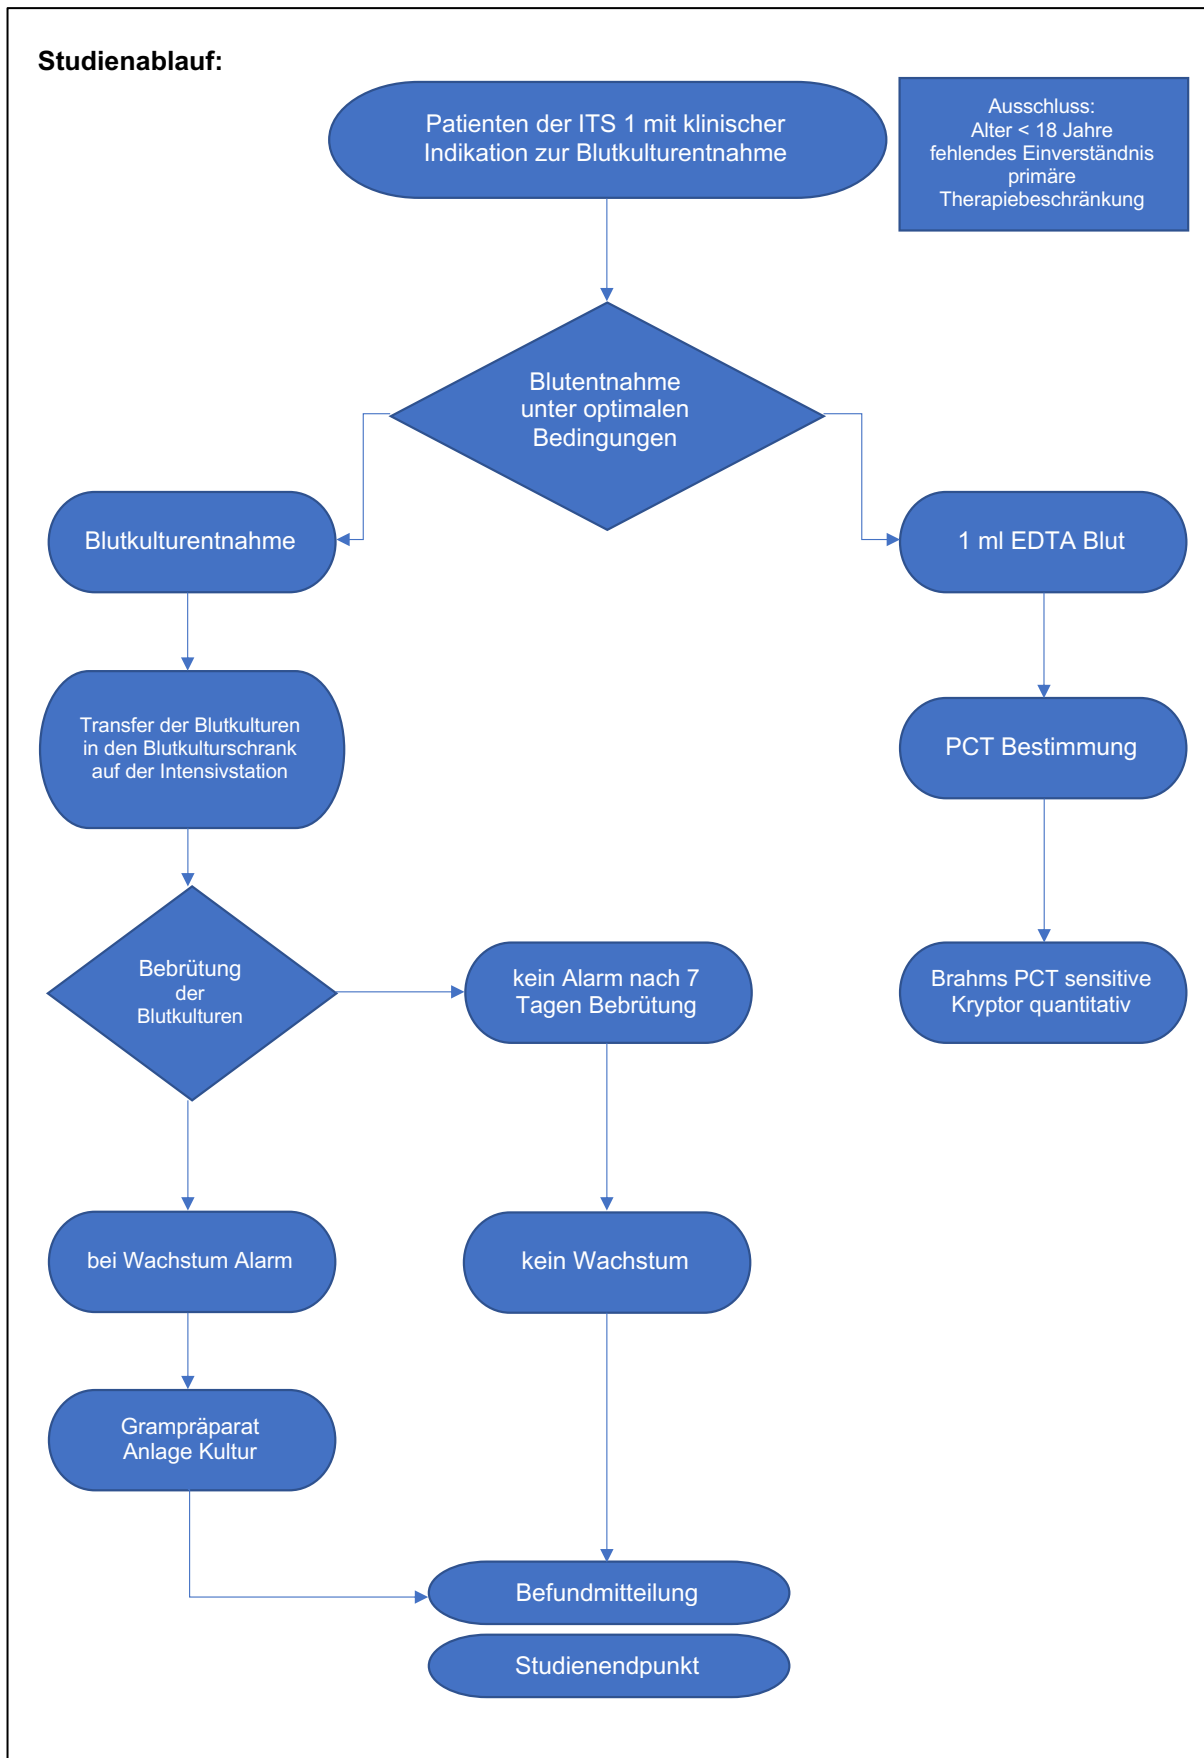 Studienablauf:
Patienten der ITS 1 mit klinischer
Indikation zur Blutkulturentnahme
Ausschluss:
Alter < 18 Jahre
fehlendes Einverständnis
primäre
Therapiebeschränkung
Blutentnahme
unter optimalen
Bedingungen
Blutkulturentnahme
1 ml EDTA Blut
Transfer der Blutkulturen
in den Blutkulturschrank
auf der Intensivstation
PCT Bestimmung
Bebrütung
der
Blutkulturen
kein Alarm nach 7
Tagen Bebrütung
Brahms PCT sensitive
Kryptor quantitativ
bei Wachstum Alarm
kein Wachstum
Grampräparat
Anlage Kultur
Befundmitteilung
Studienendpunkt